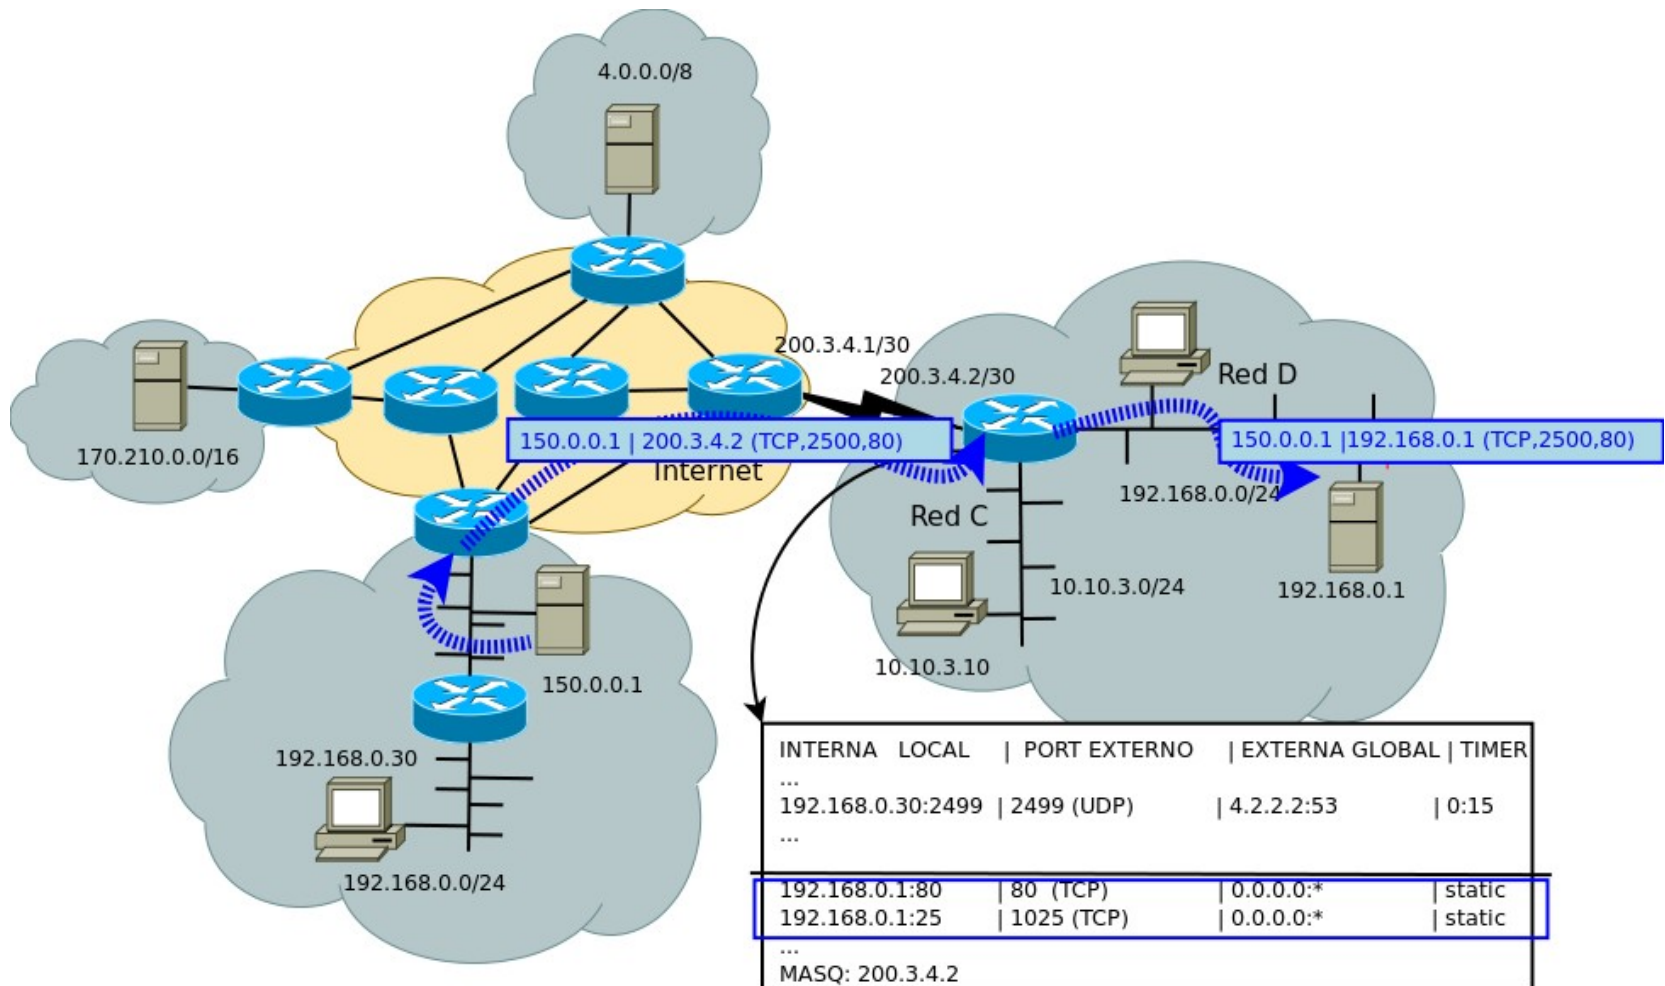 4.0.0.0/8
200.3.4.1/30
200.3.4.2/30
Red D
150.0.0.1 | 200.3.4.2 (TCP,2500,80)
150.0.0.1 |192.168.0.1 (TCP,2500,80)
170.210.0.0/16
Internet
192.168.0.0/24
Red C
10.10.3.0/24
192.168.0.1
10.10.3.10
150.0.0.1
192.168.0.30
192.168.0.0/24
INTERNA LOCAL | PORT EXTERNO | EXTERNA GLOBAL | TIMER
...
192.168.0.30:2499 | 2499 (UDP) | 4.2.2.2:53 | 0:15
...
192.168.0.1:80 | 80 (TCP) | 0.0.0.0:* | static
192.168.0.1:25 | 1025 (TCP) | 0.0.0.0:* | static
...
MASQ: 200.3.4.2